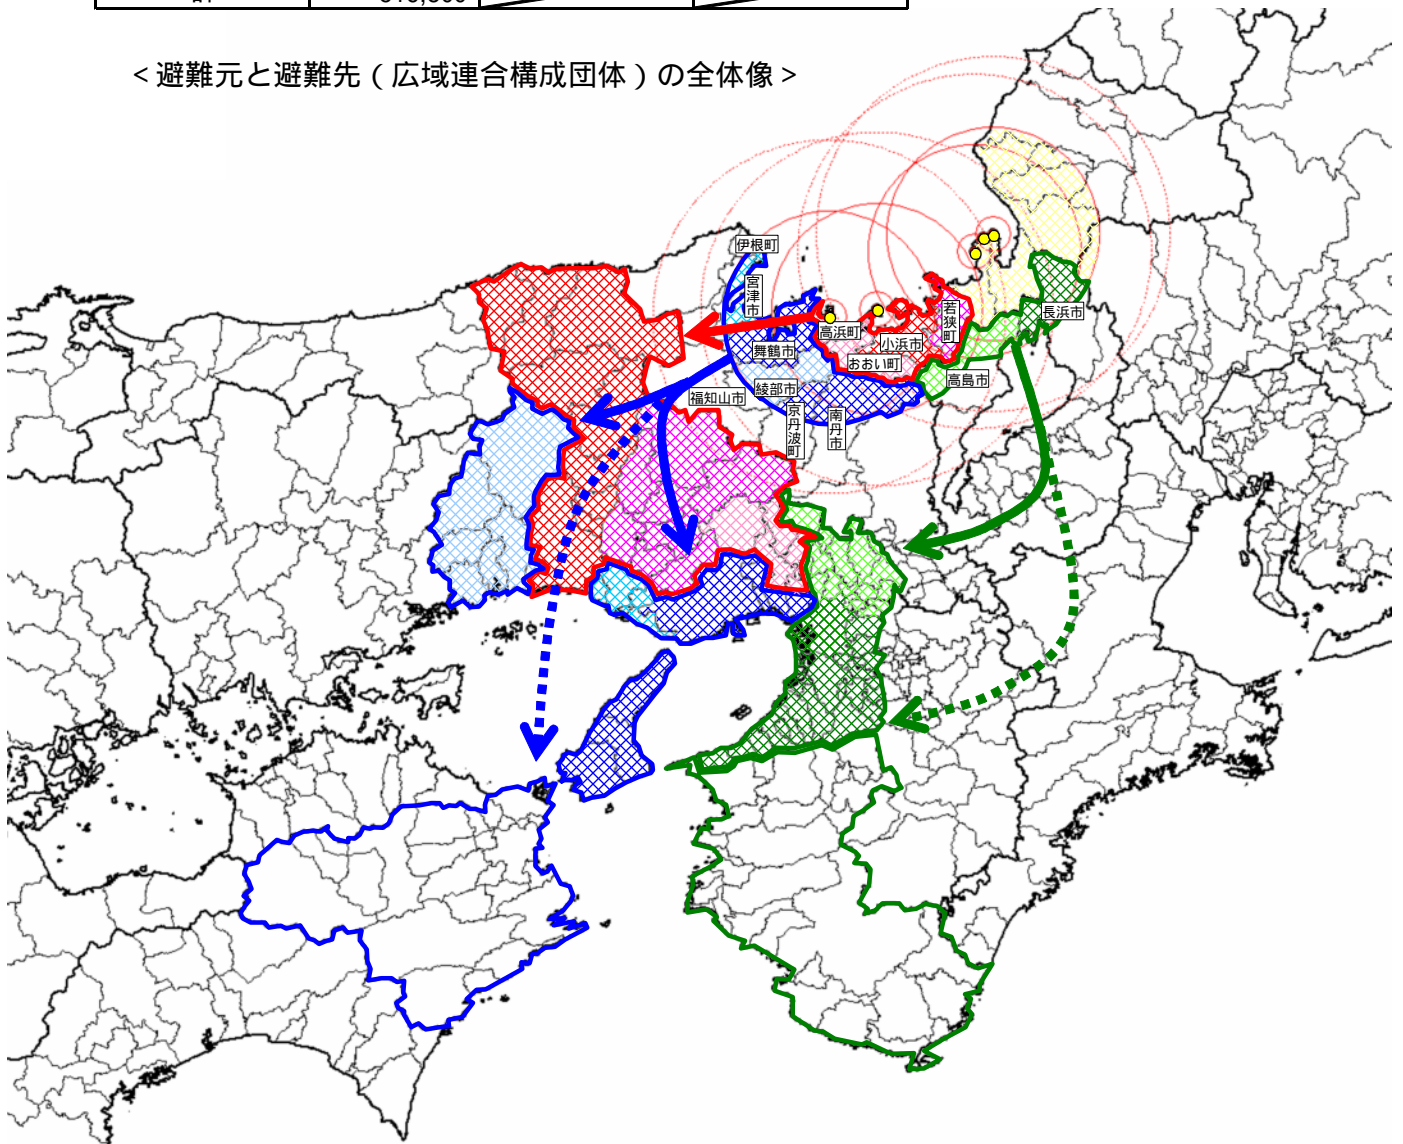 計
<避難元と避難先(広域連合構成団体)の全体像>
伊根町
宮津市
若狭町
長浜市
高浜町
小浜市
舞鶴市
おおい町
高島市
綾部市
福知山市
京丹波町
南丹市